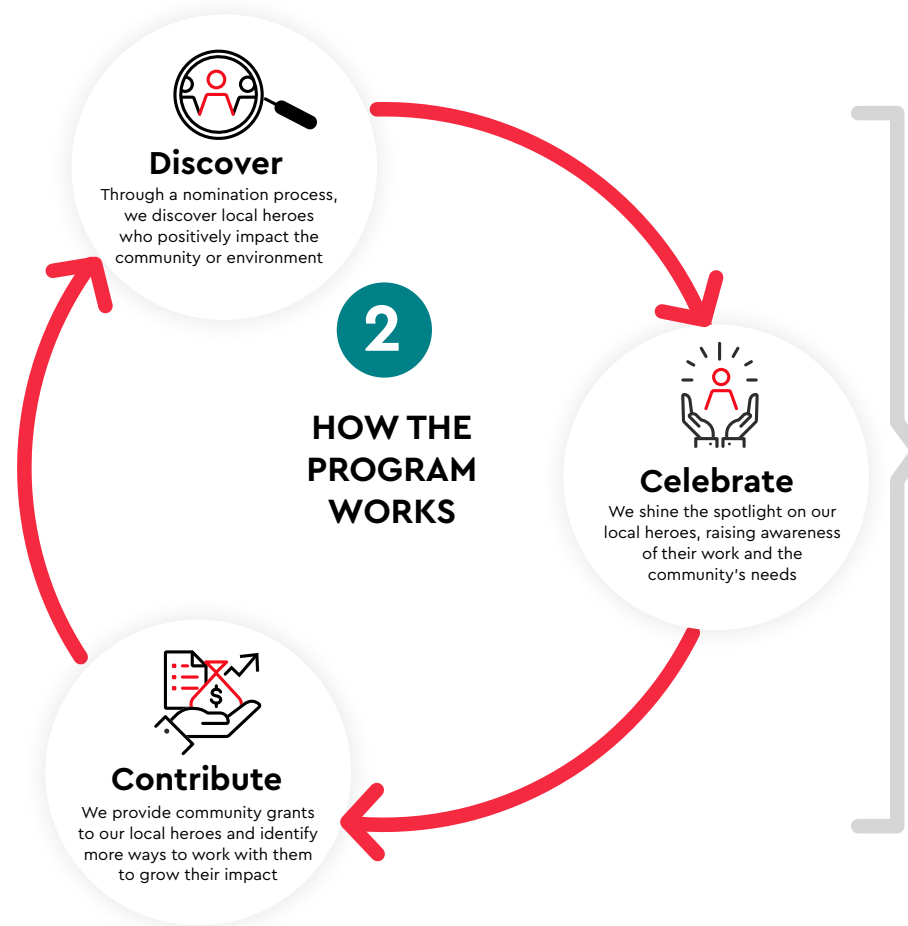 Discover
Through a nomination process,
we discover local heroes
who positively impact the
community or environment
2
HOW THE
PROGRAM
WORKS
Celebrate
We shine the spotlight on our
local heroes, raising awareness
of their work and the
community's needs
$
Contribute
We provide community grants
to our local heroes and identify
more ways to work with them
to grow their impact